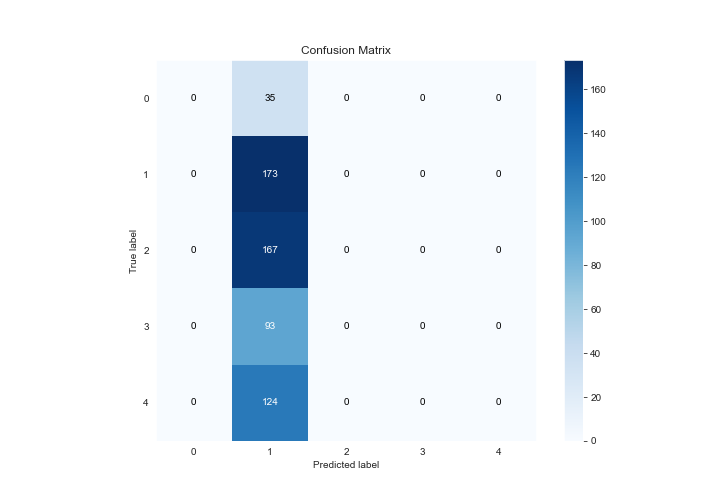 Confusion Matrix
0 0 35 0 0 0
1 0 173 0 0 0
2 0 167 0 0 0
3 0 93 0 0 0
4 0 124 0 0 0
0 1 2 3 4
True label
Predicted label
160
140
120
100
80
60
40
20
0